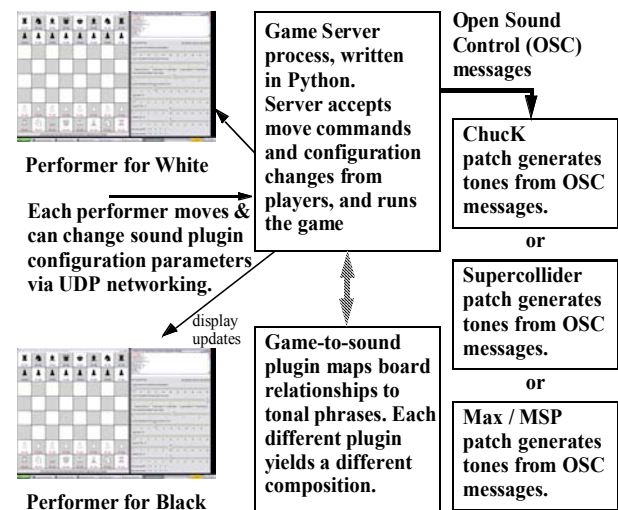 Performer for White
Each performer moves &
can change sound plugin
configuration parameters
via UDP networking.
display
updates
Performer for Black
Game Server
process, written
in Python.
Server accepts
move commands
and configuration
changes from
players, and runs
the game
Game-to-sound
plugin maps board
relationships to
tonal phrases. Each
different plugin
yields a different
composition.
Open Sound
Control (OSC)
messages
ChucK
patch generates
tones from OSC
messages.
or
Supercollider
patch generates
tones from OSC
messages.
or
Max / MSP
patch generates
tones from OSC
messages.